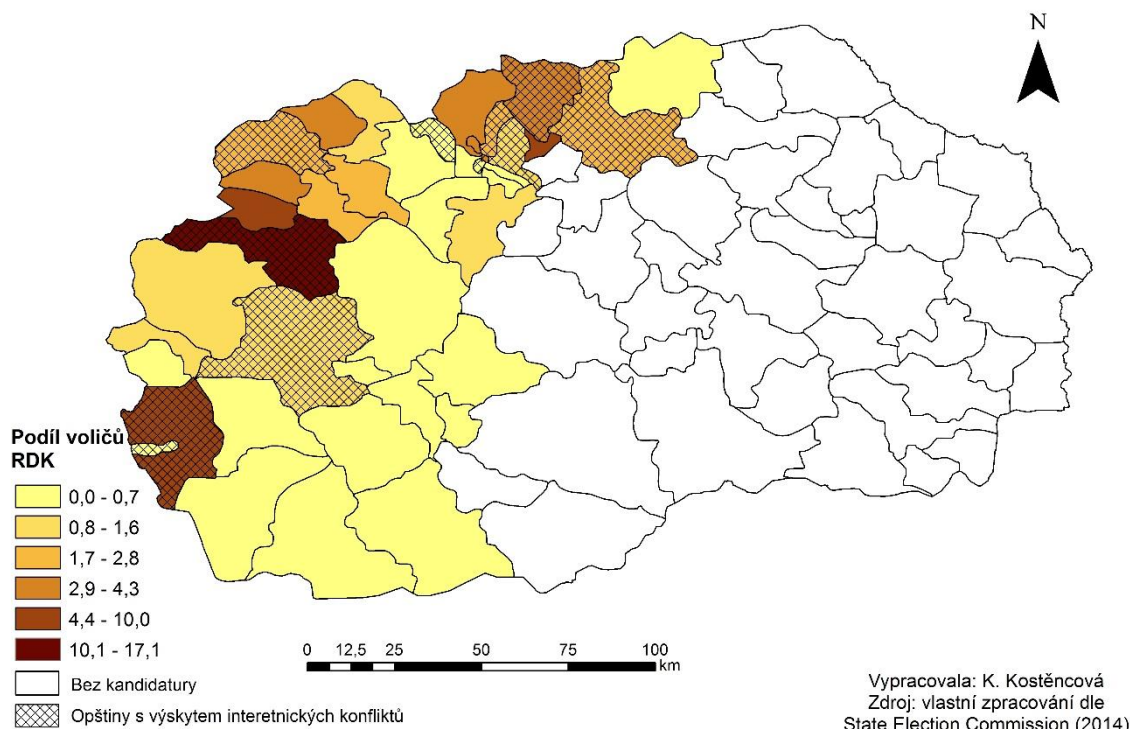 N
Podíl voličů
RDK
0,0 - 0,7
0,8 - 1,6
1,7 - 2,8
2,9 - 4,3
4,4 - 10,0
10,1 - 17,1
Bez kandidatury
Opštiny s výskytem interetnických konfliktů
0 12,5 25 50 75 100
km
Vypracovala: K. Kostěncová
Zdroj: vlastní zpracování dle
State Election Commission (2014)